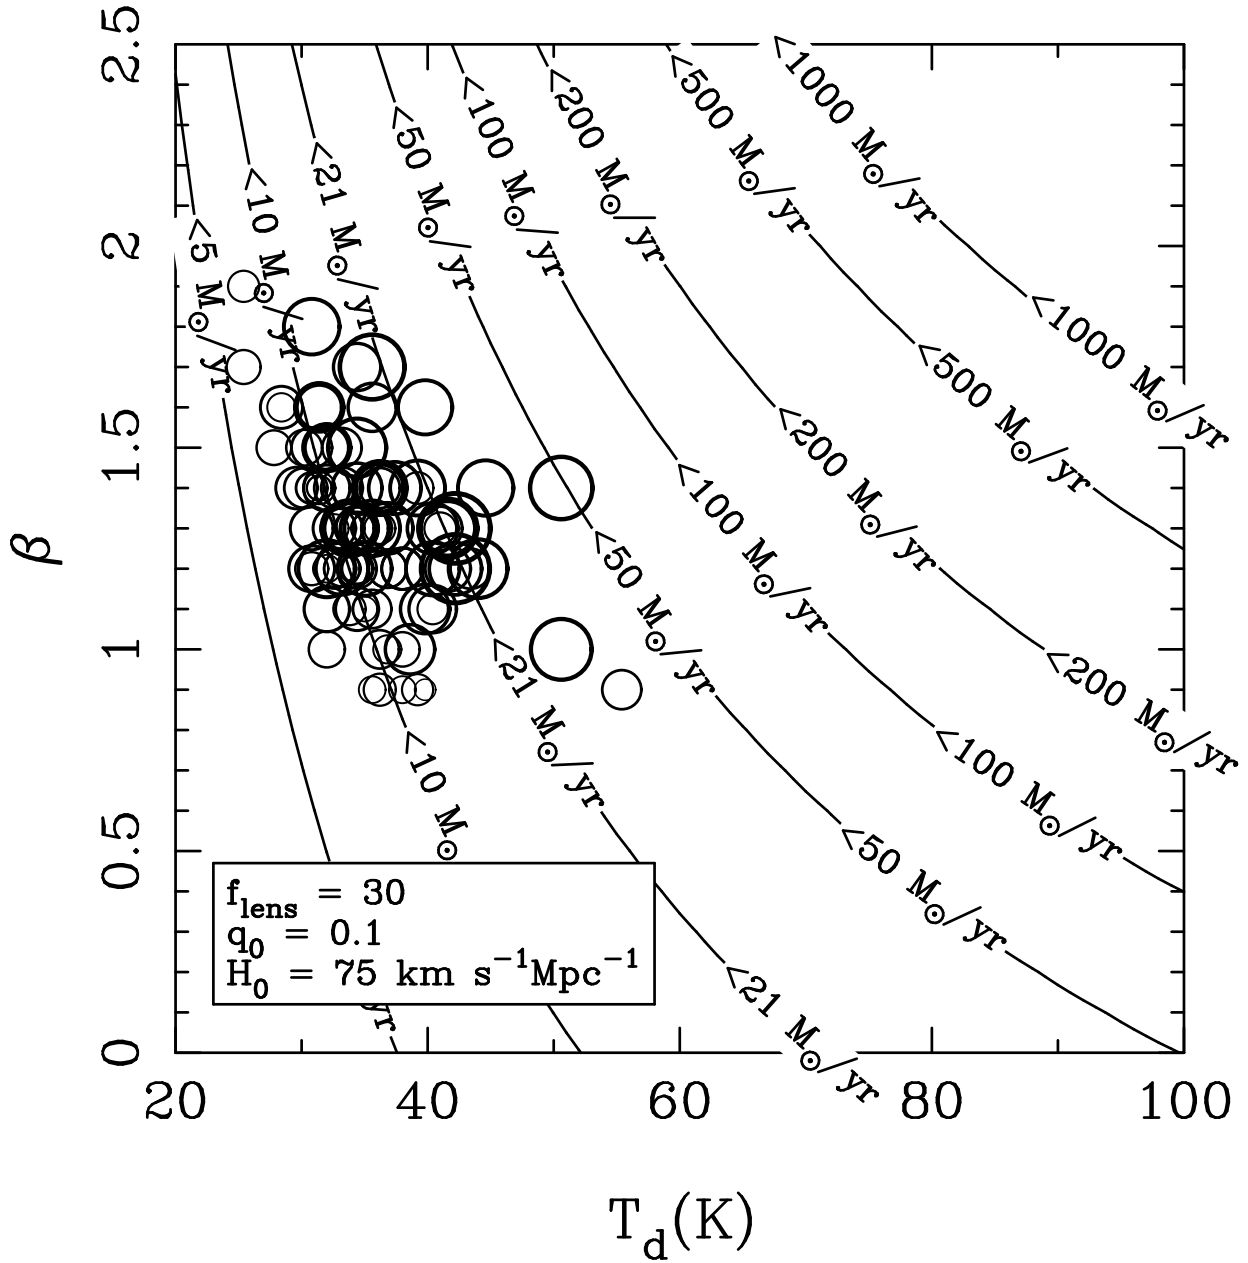 2.5
2
1.5
1
0.5
0
β
20
40
60
80
100
T_d(K)
<5 M⊙/yr
<10 M⊙/yr
<21 M⊙/yr
<50 M⊙/yr
<100 M⊙/yr
<200 M⊙/yr
<500 M⊙/yr
<1000 M⊙/yr
<1000 M⊙/yr
<500 M⊙/yr
<200 M⊙/yr
<100 M⊙/yr
<50 M⊙/yr
<21 M⊙/yr
<10 M⊙
<200 M⊙/yr
<100 M⊙/yr
<50 M⊙/yr
<21 M⊙/yr
f_lens = 30
q_0 = 0.1
H_0 = 75 km s^−1Mpc^−1
yr